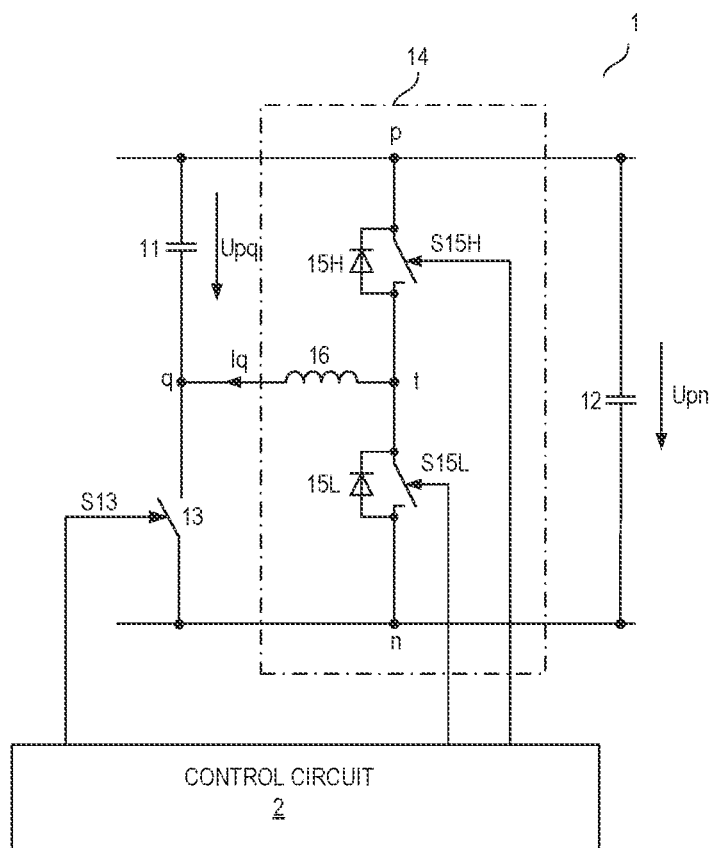 1
14
p
11
Upq
15H
S15H
q
Iq
16
t
12
Upn
15L
S15L
S13
13
n
CONTROL CIRCUIT
2